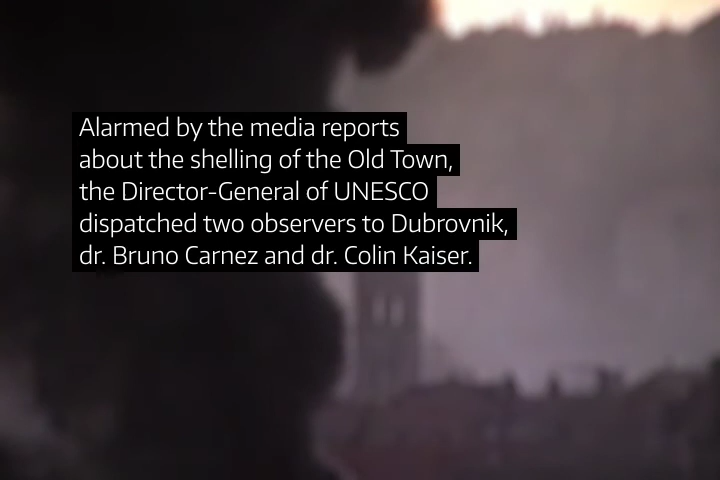 Alarmed by the media reports
about the shelling of the Old Town,
the Director-General of UNESCO
dispatched two observers to Dubrovnik,
dr. Bruno Carnez and dr. Colin Kaiser.